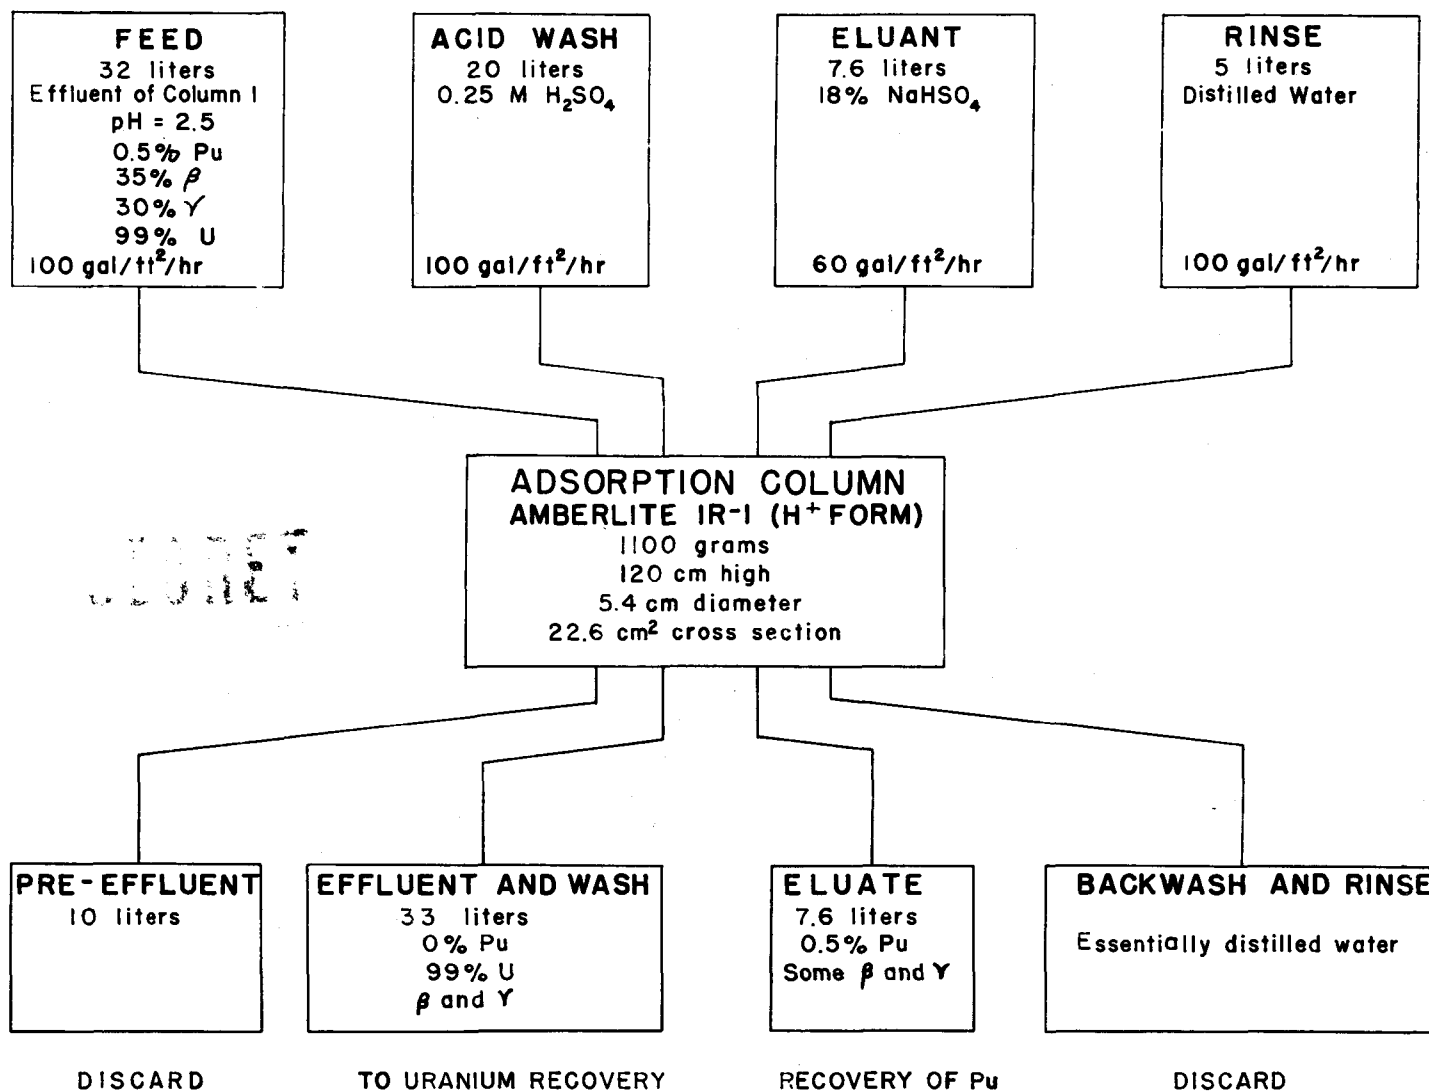 FEED
32 liters
Effluent of Column 1
pH = 2.5
0.5% Pu
35% β
30% γ
99% U
100 gal/ft²/hr
ACID WASH
20 liters
0.25 M H₂SO₄
100 gal/ft²/hr
ELUANT
7.6 liters
18% NaHSO₄
60 gal/ft²/hr
RINSE
5 liters
Distilled Water
100 gal/ft²/hr
ADSORPTION COLUMN
AMBERLITE IR-1 (H⁺ FORM)
1100 grams
120 cm high
5.4 cm diameter
22.6 cm² cross section
PRE-EFFLUENT
10 liters
EFFLUENT AND WASH
33 liters
0% Pu
99% U
β and γ
ELUATE
7.6 liters
0.5% Pu
Some β and γ
BACKWASH AND RINSE
Essentially distilled water
DISCARD
TO URANIUM RECOVERY
RECOVERY OF Pu
DISCARD